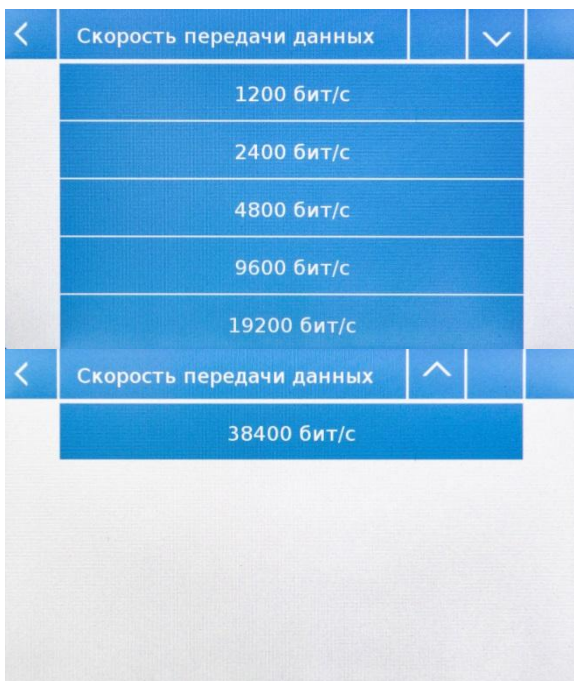 Скорость передачи данных
1200 бит/с
2400 бит/с
4800 бит/с
9600 бит/с
19200 бит/с
Скорость передачи данных
38400 бит/с